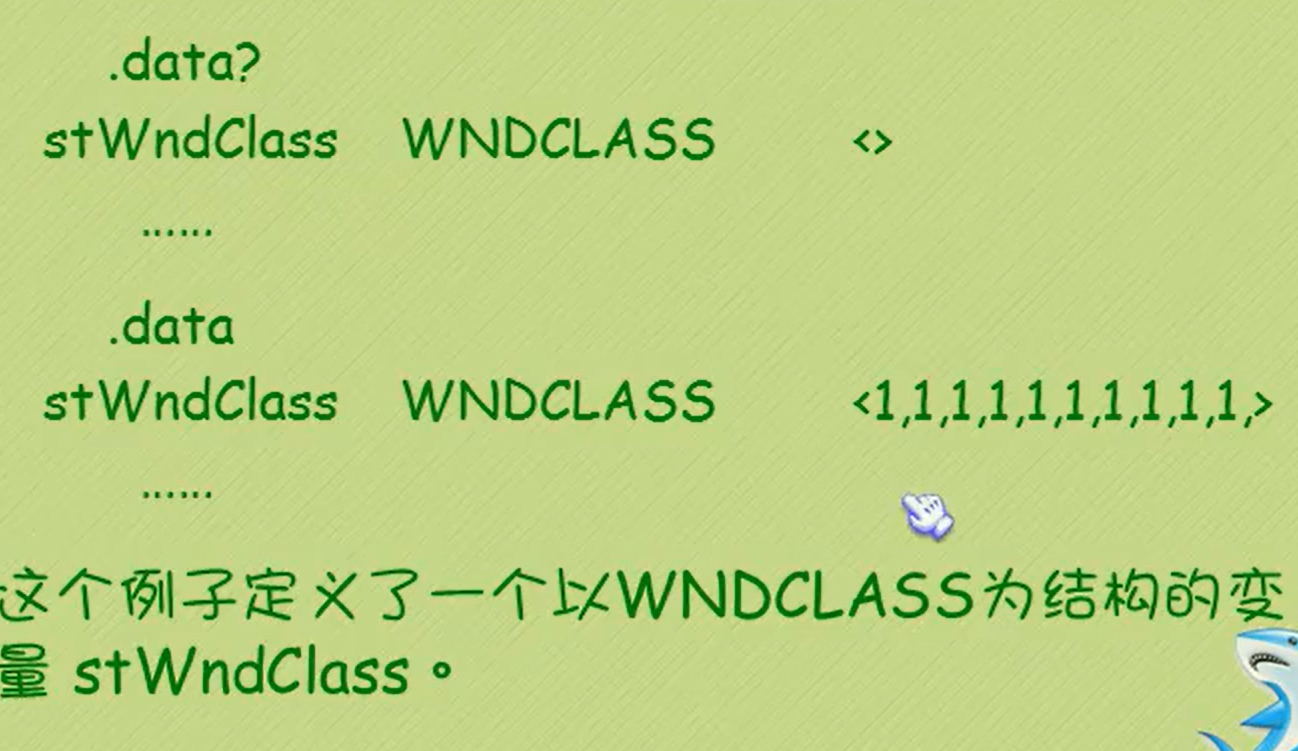 .data?
stWndClass WNDCLASS <>
......
.data
stWndClass WNDCLASS <1,1,1,1,1,1,1,1,1,1,>
......
这个例子定义了一个以WNDCLASS为结构的变
量 stWndClass。